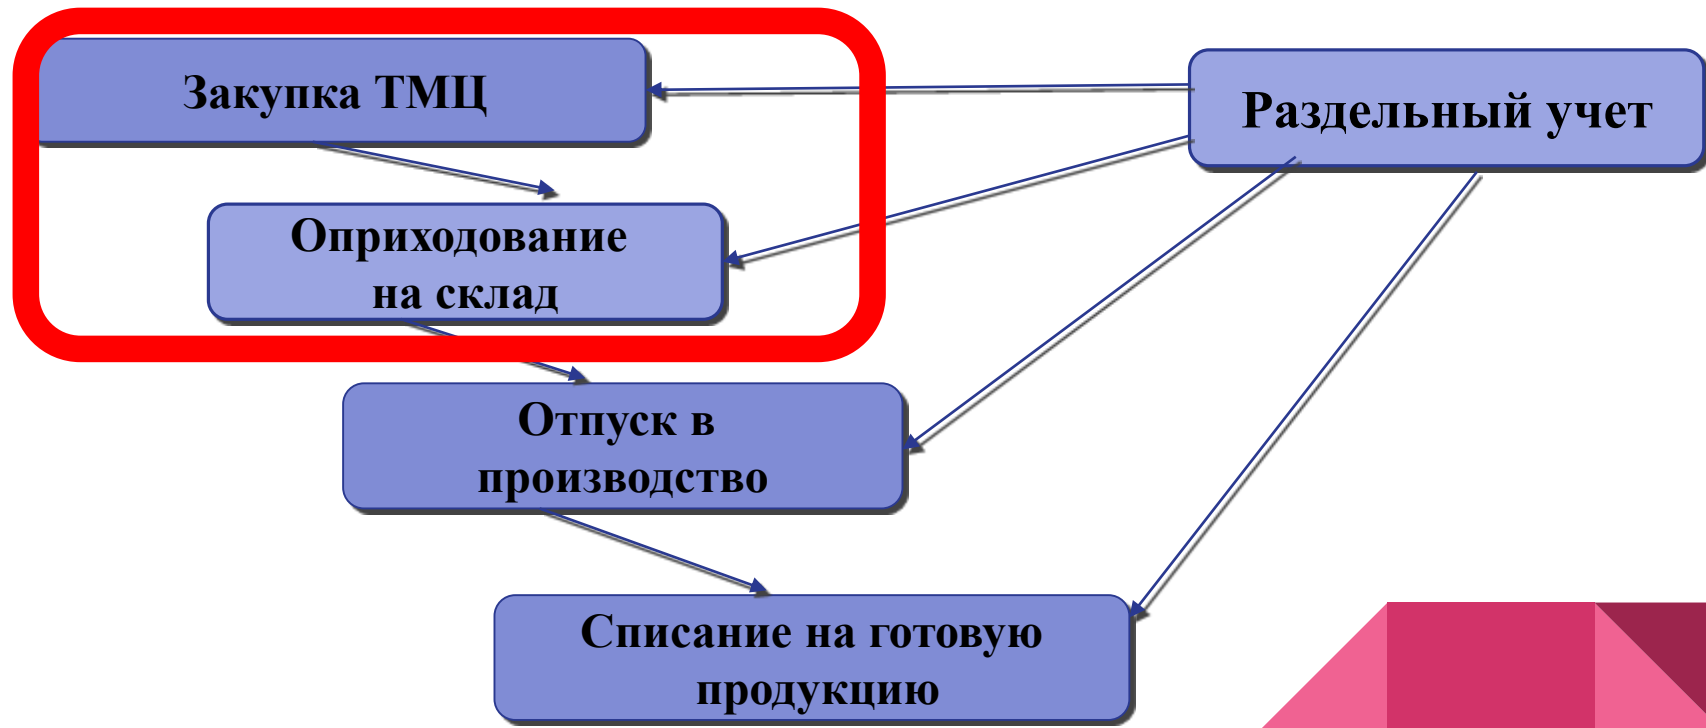 Закупка ТМЦ
Раздельный учет
Оприходование
на склад
Отпуск в
производство
Списание на готовую
продукцию